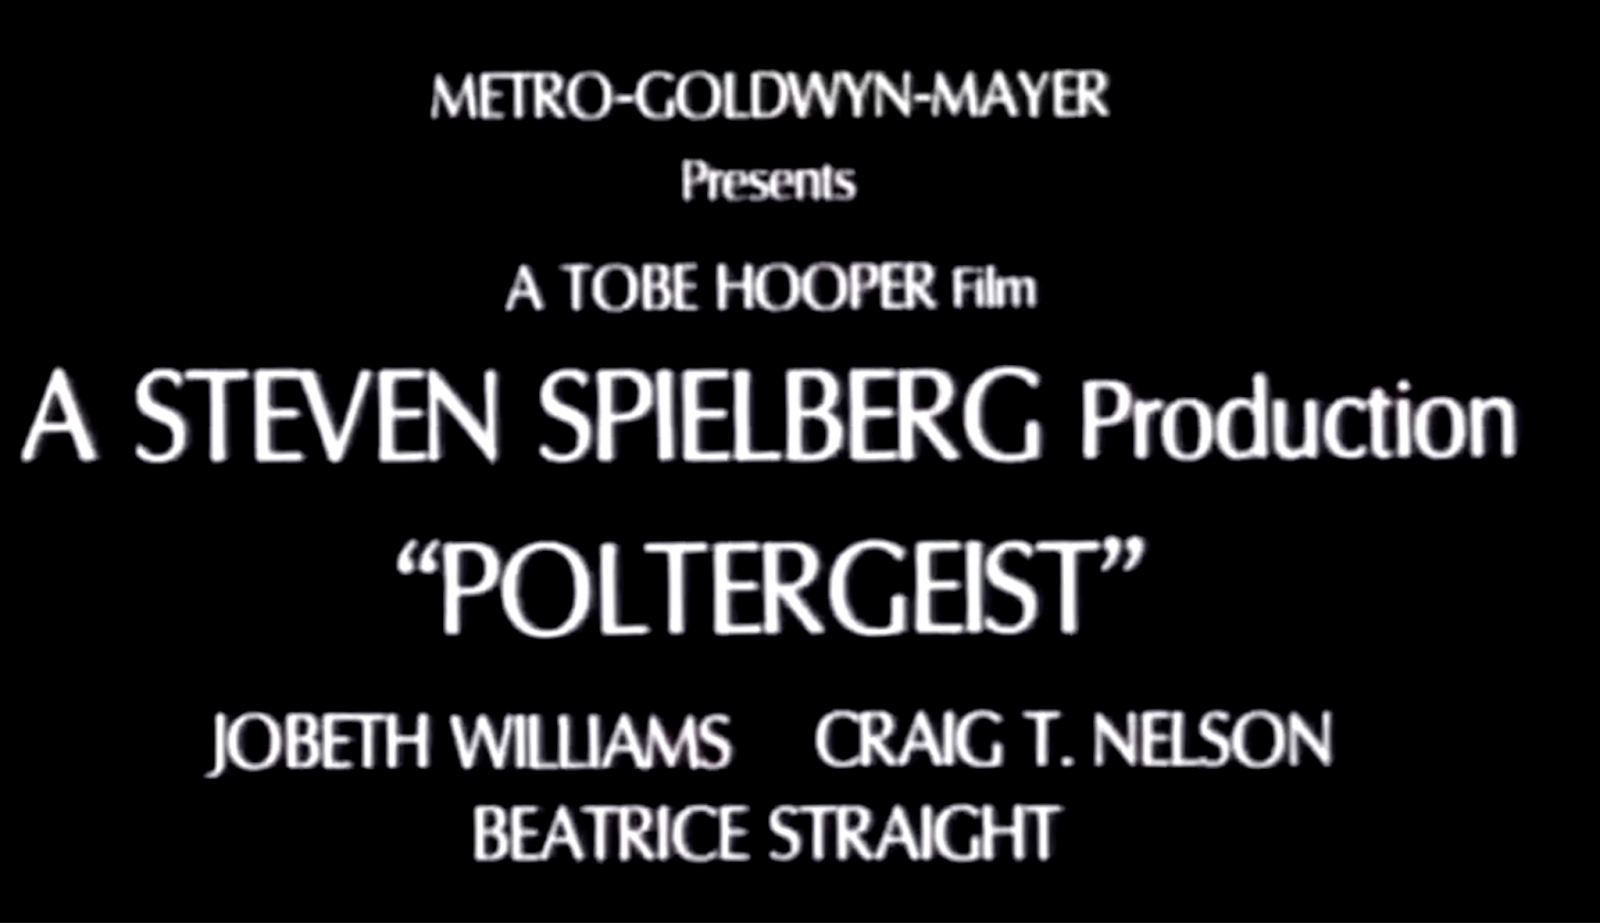 METRO-GOLDWYN-MAYER
Presents
A TOBE HOOPER Film
A STEVEN SPIELBERG Production
“POLTERGEIST”
JOBETH WILLIAMS CRAIG T. NELSON
BEATRICE STRAIGHT